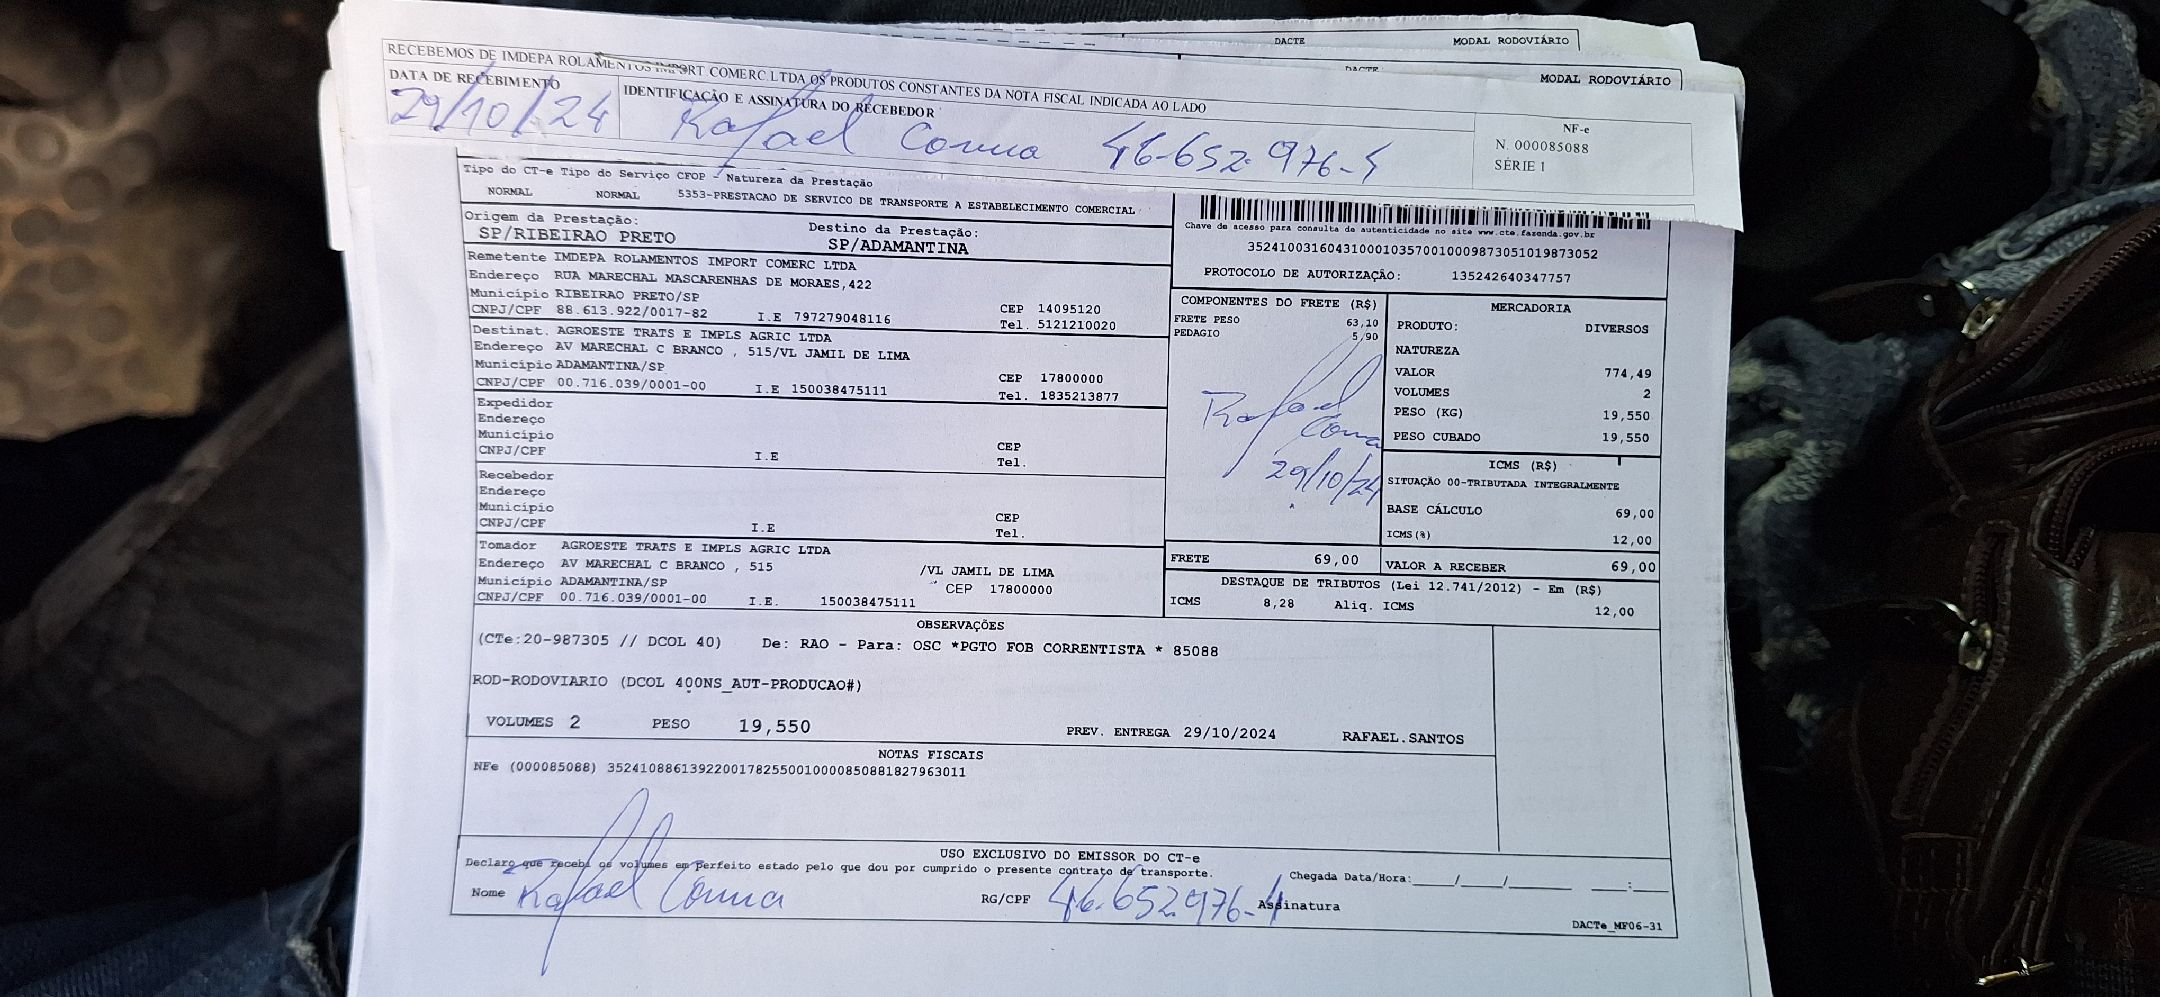 DACTE MODAL RODOVIÁRIO
DACTE MODAL RODOVIÁRIO
RECEBEMOS DE IMDEPA ROLAMENTOS IMPORT COMERC.LTDA OS PRODUTOS CONSTANTES DA NOTA FISCAL INDICADA AO LADO
DATA DE RECEBIMENTO
29/10/24
IDENTIFICAÇÃO E ASSINATURA DO RECEBEDOR
Rafael 46.652.976-4
NF-e
N. 000085088
SÉRIE 1
Tipo do CT-e Tipo do Serviço CFOP - Natureza da Prestação
NORMAL NORMAL 5353-PRESTACAO DE SERVICO DE TRANSPORTE A ESTABELECIMENTO COMERCIAL
Origem da Prestação:
SP/RIBEIRAO PRETO
Destino da Prestação:
SP/ADAMANTINA
Chave de acesso para consulta de autenticidade no site www.cte.fazenda.gov.br
35241003160431000103570010009873051019873052
PROTOCOLO DE AUTORIZAÇÃO: 135242640347757
Remetente IMDEPA ROLAMENTOS IMPORT COMERC LTDA
Endereço RUA MARECHAL MASCARENHAS DE MORAES,422
Município RIBEIRAO PRETO/SP
CEP 14095120
CNPJ/CPF 88.613.922/0017-82 I.E 797279048116 Tel. 5121210020
Destinat. AGROESTE TRATS E IMPLS AGRIC LTDA
Endereço AV MARECHAL C BRANCO , 515/VL JAMIL DE LIMA
Município ADAMANTINA/SP
CEP 17800000
CNPJ/CPF 00.716.039/0001-00 I.E 150038475111 Tel. 1835213877
Expedidor
Endereço
Município
CEP
CNPJ/CPF I.E Tel.
Recebedor
Endereço
Município
CEP
CNPJ/CPF I.E Tel.
Tomador AGROESTE TRATS E IMPLS AGRIC LTDA
Endereço AV MARECHAL C BRANCO , 515 /VL JAMIL DE LIMA
Município ADAMANTINA/SP CEP 17800000
CNPJ/CPF 00.716.039/0001-00 I.E. 150038475111
COMPONENTES DO FRETE (R$)
FRETE PESO 63,10
PEDAGIO 5,90
Rafael
29/10/24
FRETE 69,00
MERCADORIA
PRODUTO: DIVERSOS
NATUREZA
VALOR 774,49
VOLUMES 2
PESO (KG) 19,550
PESO CUBADO 19,550
ICMS (R$)
SITUAÇÃO 00-TRIBUTADA INTEGRALMENTE
BASE CÁLCULO 69,00
ICMS(%) 12,00
VALOR A RECEBER 69,00
DESTAQUE DE TRIBUTOS (Lei 12.741/2012) - Em (R$)
ICMS 8,28 Aliq. ICMS 12,00
OBSERVAÇÕES
(CTe:20-987305 // DCOL 40) De: RAO - Para: OSC *PGTO FOB CORRENTISTA * 85088
ROD-RODOVIARIO (DCOL 400NS_AUT-PRODUCAO#)
VOLUMES 2 PESO 19,550 PREV. ENTREGA 29/10/2024 RAFAEL.SANTOS
NOTAS FISCAIS
NFe (000085088) 35241088613922001782550010000850881827963011
USO EXCLUSIVO DO EMISSOR DO CT-e
Declaro que recebi os volumes em perfeito estado pelo que dou por cumprido o presente contrato de transporte.
Chegada Data/Hora:____/____/______ ____:____
Nome Rafael RG/CPF 46.652.976-4 Assinatura
DACTe_MF06-31